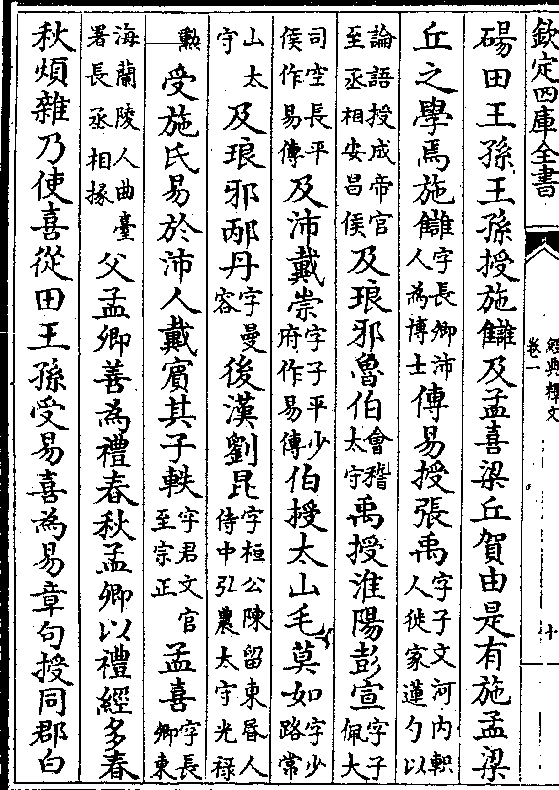 欽定四庫全書
經典釋文
卷一
十
碭田王孫王孫授施讎及孟喜梁丘賀由是有施孟梁
丘之學焉施讎字長卿沛人為博士傳易授張禹字子文河内軹人徙家蓮勺以
論語授成帝官至丞相安昌侯及琅邪魯伯會稽太守禹授淮陽彭宣字子佩大
司空長平侯作易傳及沛戴崇字子平少府作易傳伯授太山毛莫如字少路常
山太守及琅邪邴丹字曼容後漢劉昆字桓公陳留東昏人侍中弘農太守光祿
勲受施氏易於沛人戴賓其子軼字君文官至宗正孟喜字長卿東
海蘭陵人曲臺署長丞相掾父孟卿善為禮春秋孟卿以禮經多春
秋煩雜乃使喜從田王孫受易喜為易章句授同郡白